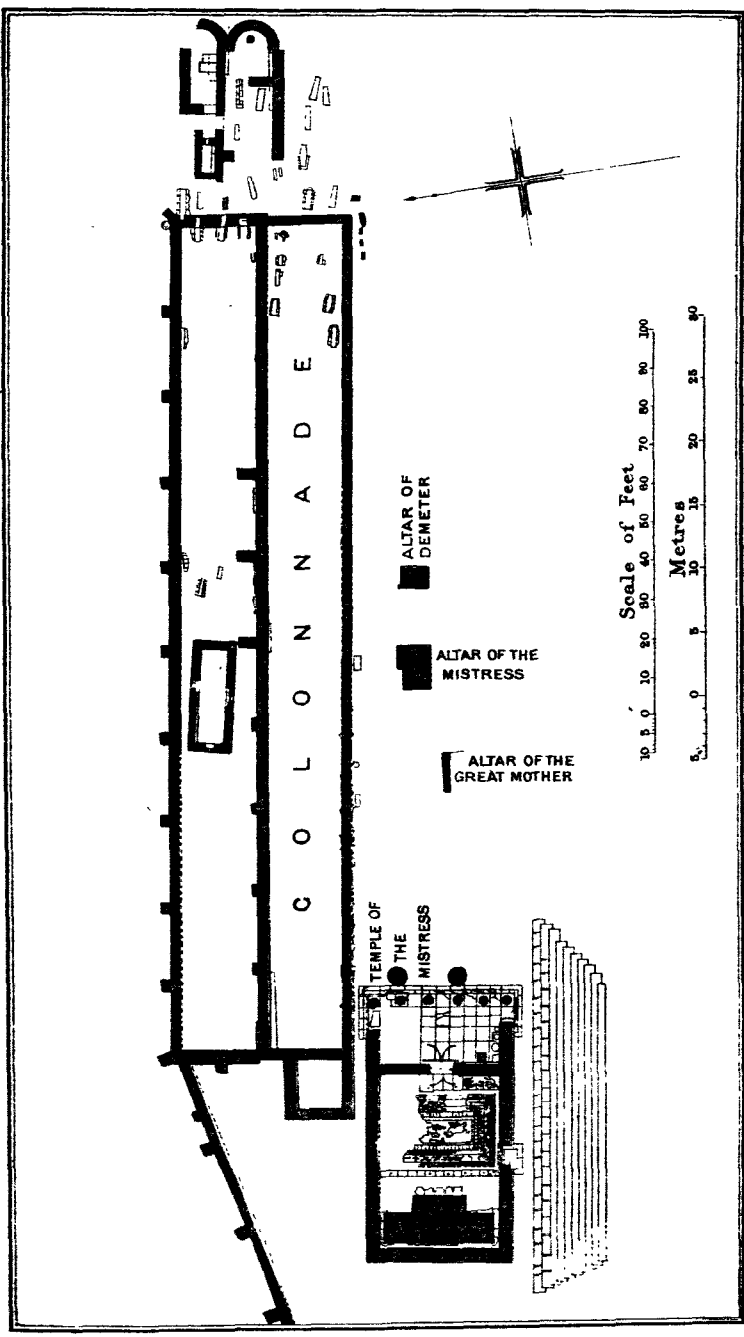 COLONNADE
ALTAR OF
DEMETER
ALTAR OF THE
MISTRESS
ALTAR OF THE
GREAT MOTHER
TEMPLE OF
THE
MISTRESS
Scale of Feet
10 5 0 10 20 30 40 50 60 70 80 90 100
Metres
5 0 5 10 15 20 25 30